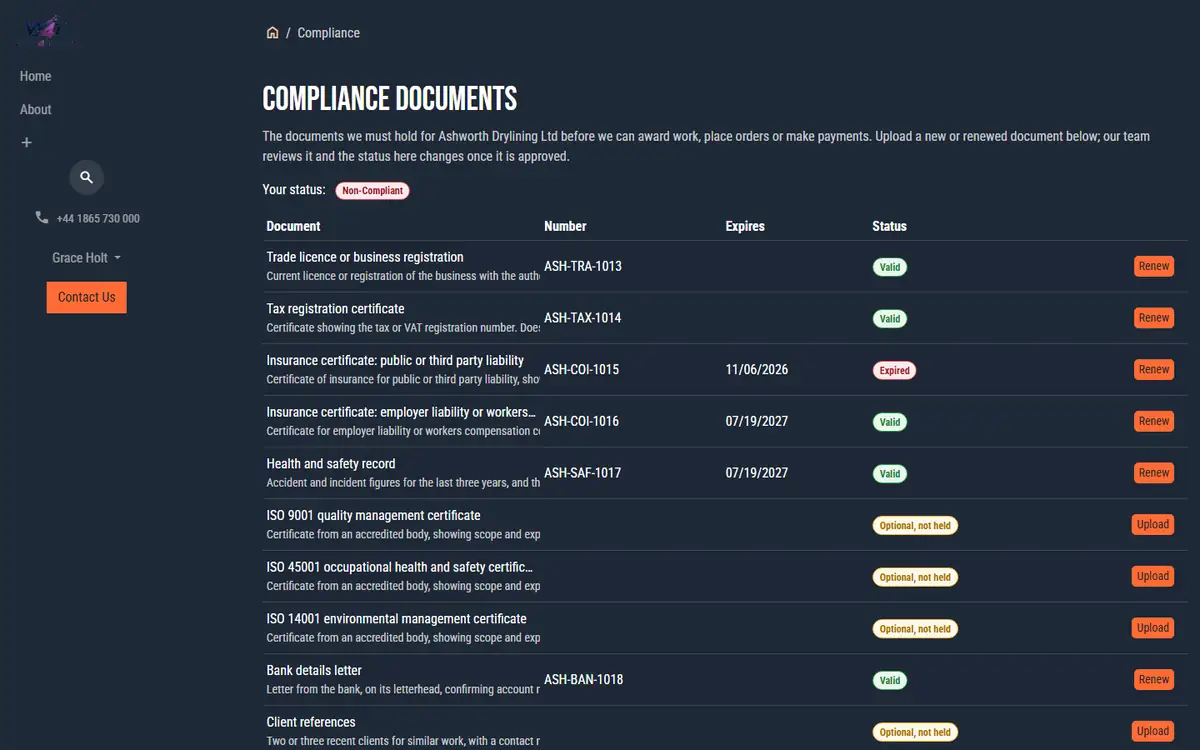 Home
About
+
+44 1865 730 000
Grace Holt
Contact Us
/ Compliance
COMPLIANCE DOCUMENTS
The documents we must hold for Ashworth Drylining Ltd before we can award work, place orders or make payments. Upload a new or renewed document below; our team
reviews it and the status here changes once it is approved.
Your status: Non-Compliant
Document Number Expires Status
Trade licence or business registration
Current licence or registration of the business with the auth
ASH-TRA-1013 Valid Renew
Tax registration certificate
Certificate showing the tax or VAT registration number. Does
ASH-TAX-1014 Valid Renew
Insurance certificate: public or third party liability
Certificate of insurance for public or third party liability, sho
ASH-COI-1015 11/06/2026 Expired Renew
Insurance certificate: employer liability or workers...
Certificate for employer liability or workers compensation c
ASH-COI-1016 07/19/2027 Valid Renew
Health and safety record
Accident and incident figures for the last three years, and th
ASH-SAF-1017 07/19/2027 Valid Renew
ISO 9001 quality management certificate
Certificate from an accredited body, showing scope and exp
Optional, not held Upload
ISO 45001 occupational health and safety certific...
Certificate from an accredited body, showing scope and exp
Optional, not held Upload
ISO 14001 environmental management certificate
Certificate from an accredited body, showing scope and exp
Optional, not held Upload
Bank details letter
Letter from the bank, on its letterhead, confirming account r
ASH-BAN-1018 Valid Renew
Client references
Two or three recent clients for similar work, with a contact r
Optional, not held Upload